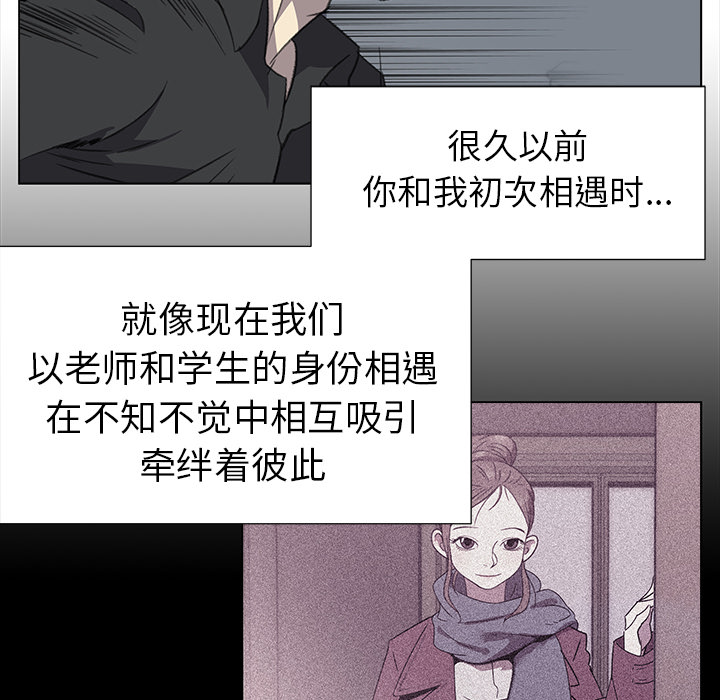 很久以前
你和我初次相遇时...
就像现在我们
以老师和学生的身份相遇
在不知不觉中相互吸引
牵绊着彼此